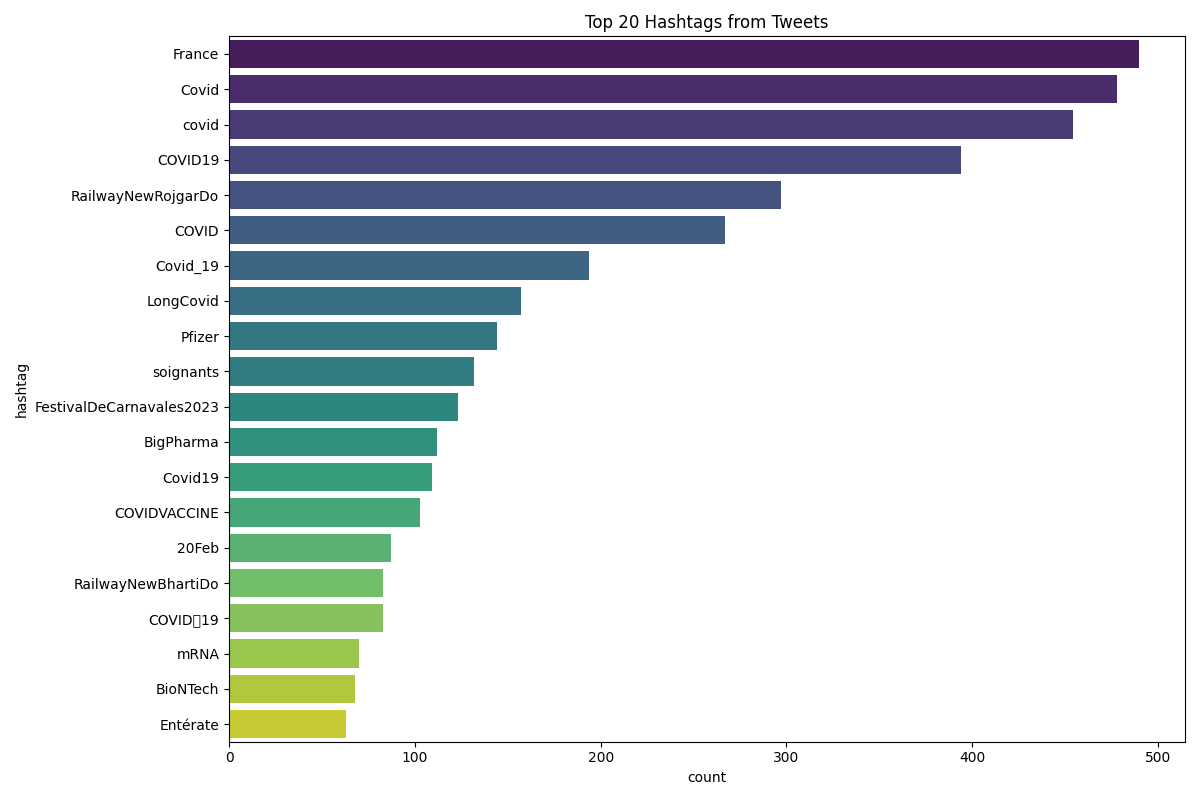 Top 20 Hashtags from Tweets
hashtag
France
Covid
covid
COVID19
RailwayNewRojgarDo
COVID
Covid_19
LongCovid
Pfizer
soignants
FestivalDeCarnavales2023
BigPharma
Covid19
COVIDVACCINE
20Feb
RailwayNewBhartiDo
COVID19
mRNA
BioNTech
Entérate
0 100 200 300 400 500
count